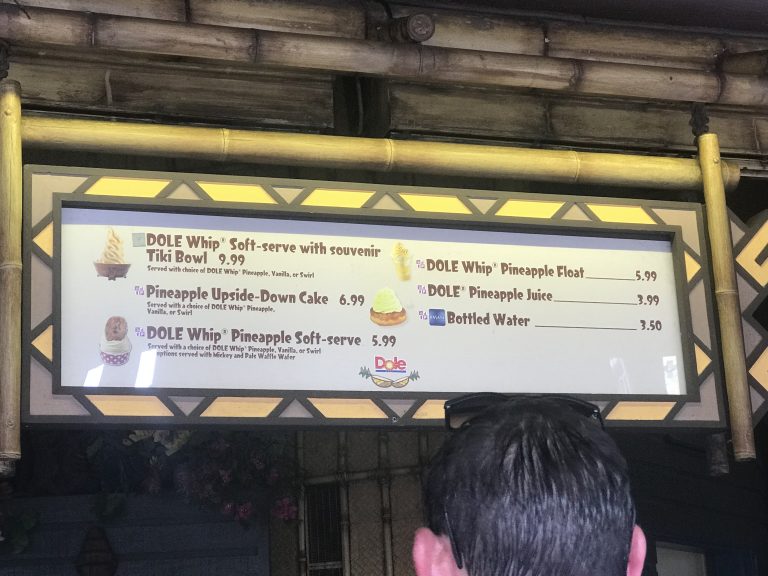 DOLE Whip® Soft-serve with souvenir
Tiki Bowl 9.99
Served with choice of DOLE Whip® Pineapple, Vanilla, or Swirl
Pineapple Upside-Down Cake 6.99
Served with a choice of DOLE Whip® Pineapple,
Vanilla, or Swirl
DOLE Whip® Pineapple Soft-serve 5.99
Served with a choice of DOLE Whip® Pineapple, Vanilla, or Swirl
options served with Mickey and Pals Waffle Wafer
DOLE Whip® Pineapple Float 5.99
DOLE® Pineapple Juice 3.99
Bottled Water 3.50
Dole